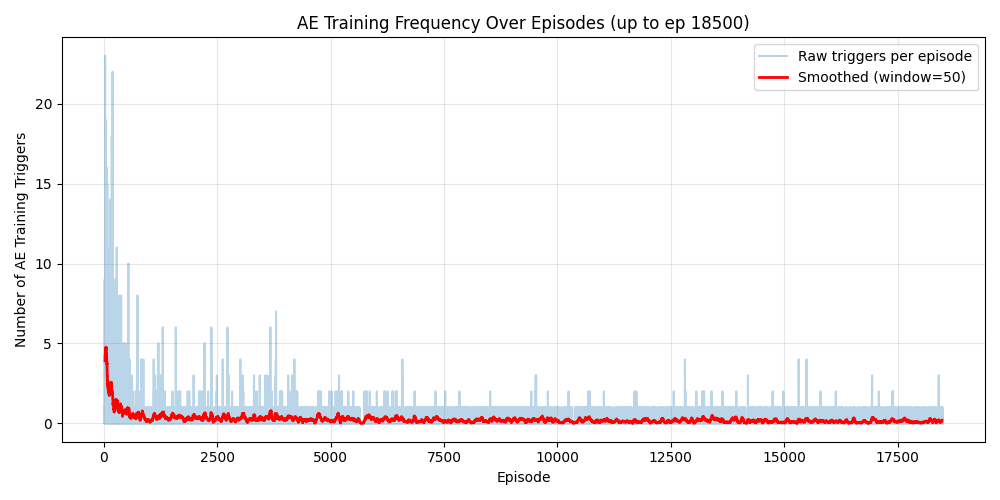 AE Training Frequency Over Episodes (up to ep 18500)
Raw triggers per episode
Smoothed (window=50)
Number of AE Training Triggers
20
15
10
5
0
0 2500 5000 7500 10000 12500 15000 17500
Episode